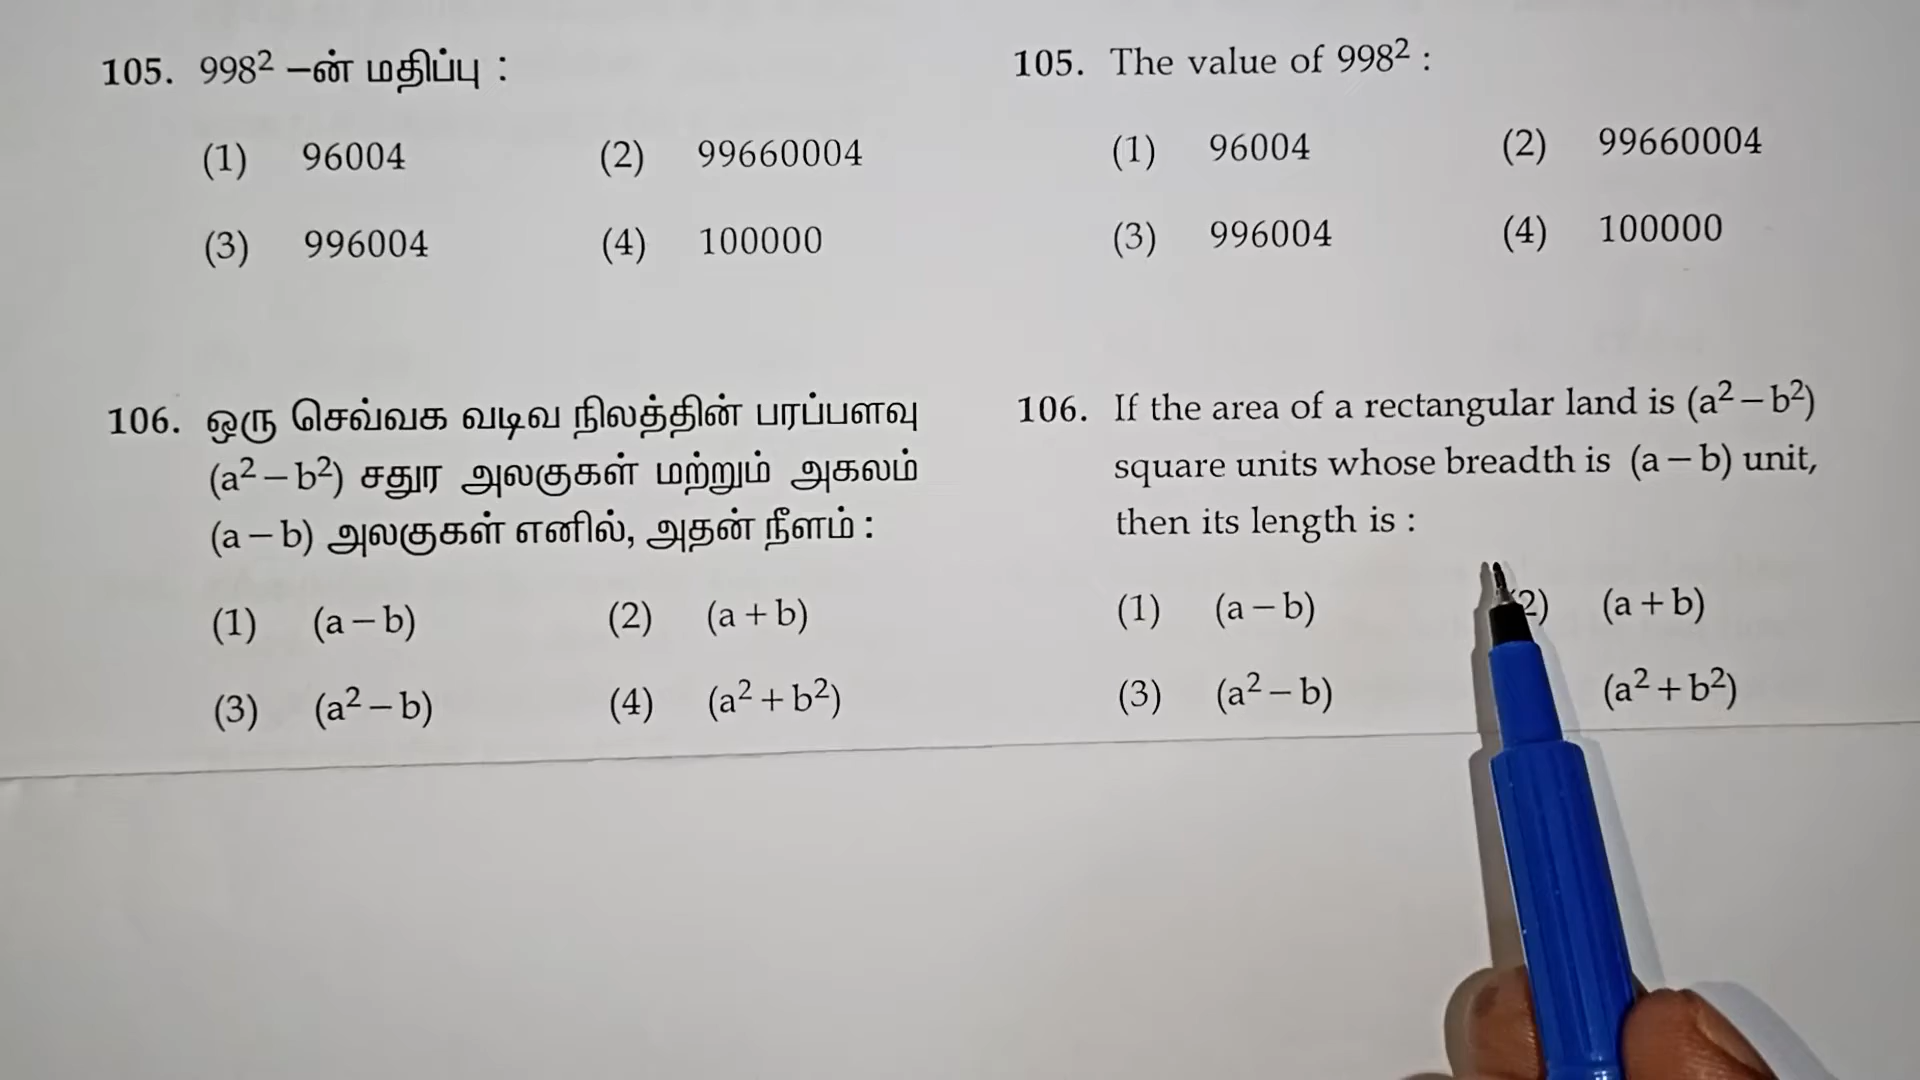 105. 998² –ன் மதிப்பு :
(1) 96004 (2) 99660004
(3) 996004 (4) 100000
106. ஒரு செவ்வக வடிவ நிலத்தின் பரப்பளவு
(a² – b²) சதுர அலகுகள் மற்றும் அகலம்
(a – b) அலகுகள் எனில், அதன் நீளம் :
(1) (a – b) (2) (a + b)
(3) (a² – b) (4) (a² + b²)
105. The value of 998² :
(1) 96004 (2) 99660004
(3) 996004 (4) 100000
106. If the area of a rectangular land is (a² – b²)
square units whose breadth is (a – b) unit,
then its length is :
(1) (a – b) 2) (a + b)
(3) (a² – b) (a² + b²)